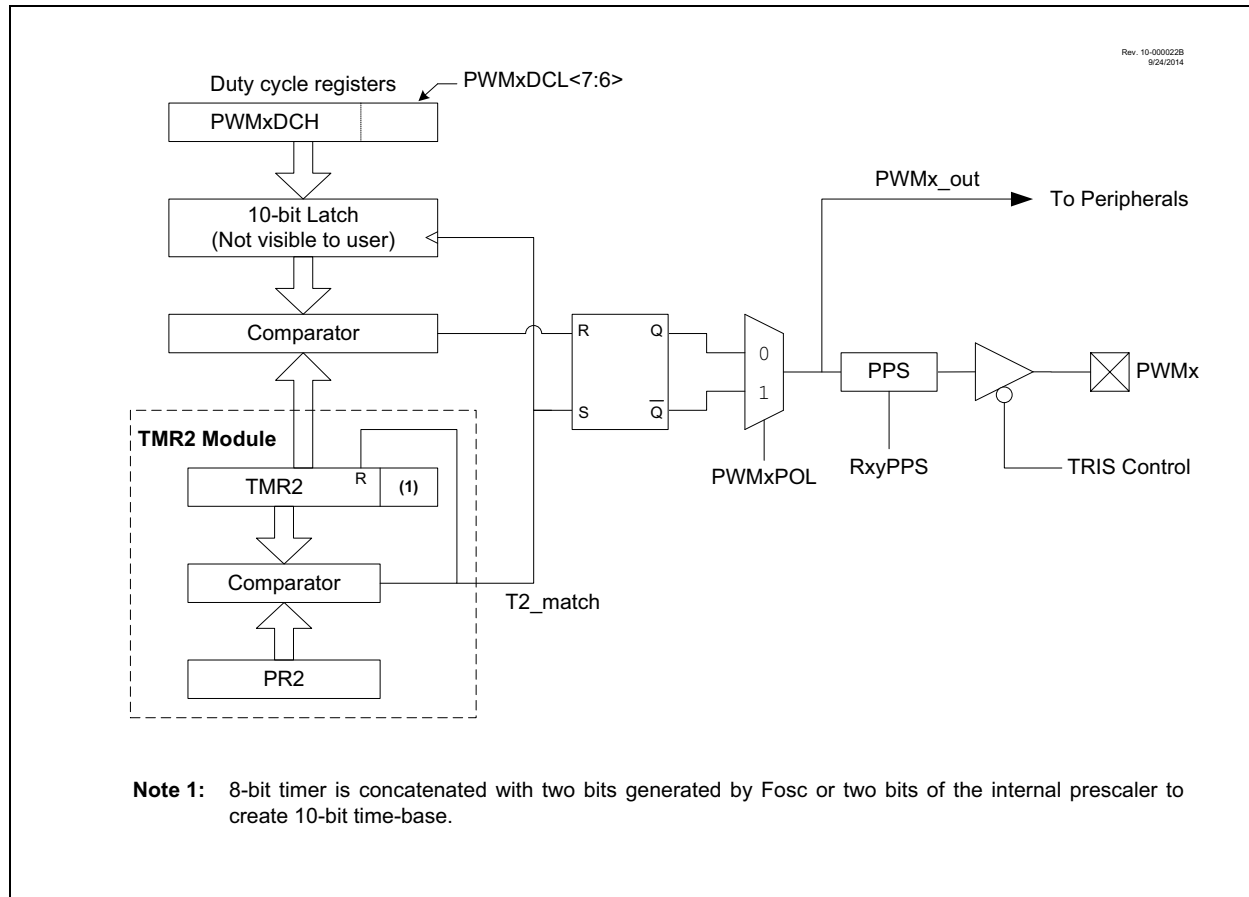 Rev. 10-000022B
9/24/2014
Duty cycle registers
PWMxDCL<7:6>
PWMxDCH
10-bit Latch
(Not visible to user)
Comparator
TMR2 Module
R
TMR2
(1)
Comparator
T2_match
PR2
R
Q
S
Q̅
0
1
PWMxPOL
PWMx_out
To Peripherals
PPS
RxyPPS
PWMx
TRIS Control
Note 1: 8-bit timer is concatenated with two bits generated by Fosc or two bits of the internal prescaler to
create 10-bit time-base.